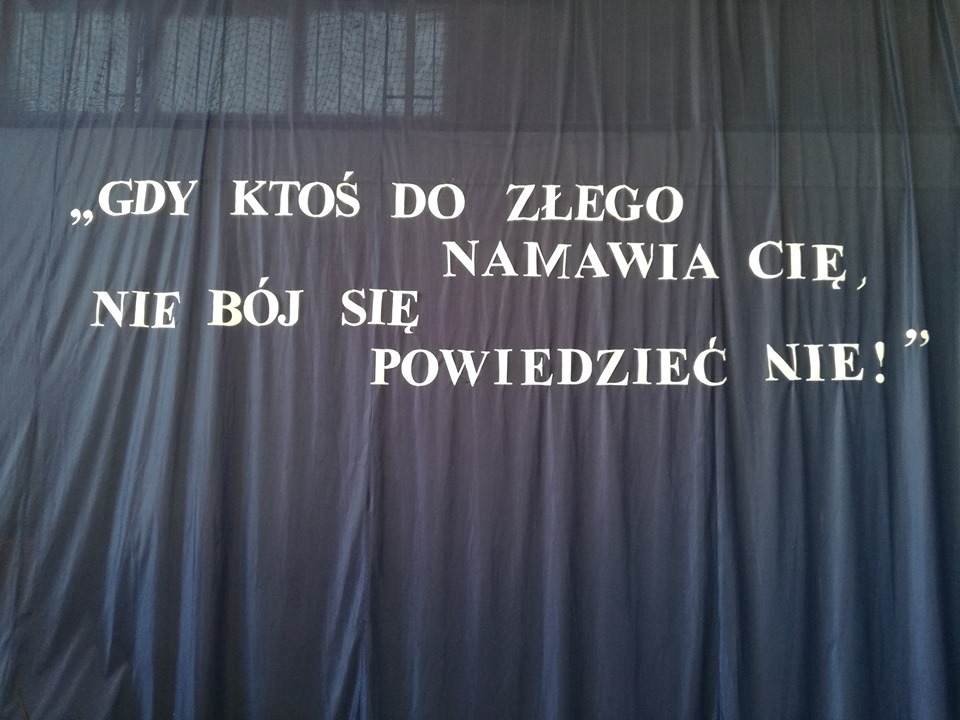 „GDY KTOŚ DO ZŁEGO
NAMAWIA CIĘ,
NIE BÓJ SIĘ
POWIEDZIEĆ NIE!”